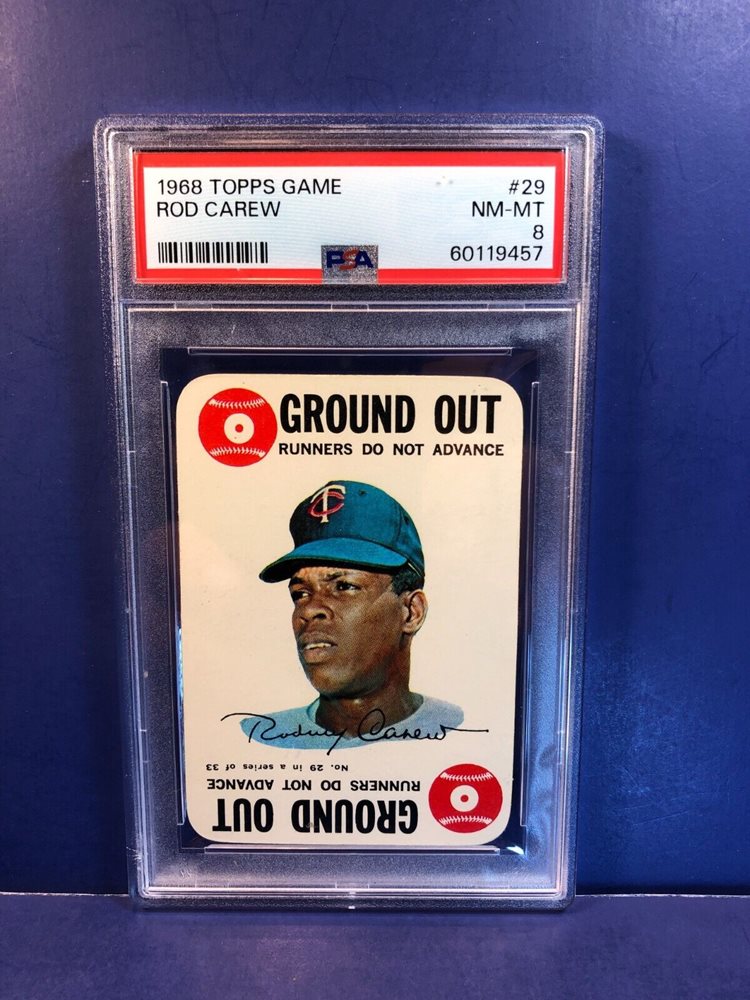 1968 TOPPS GAME #29
ROD CAREW NM-MT
8
PSA 60119457
GROUND OUT
RUNNERS DO NOT ADVANCE
TC
Rodney Carew
No. 29 in a series of 33
RUNNERS DO NOT ADVANCE
GROUND OUT